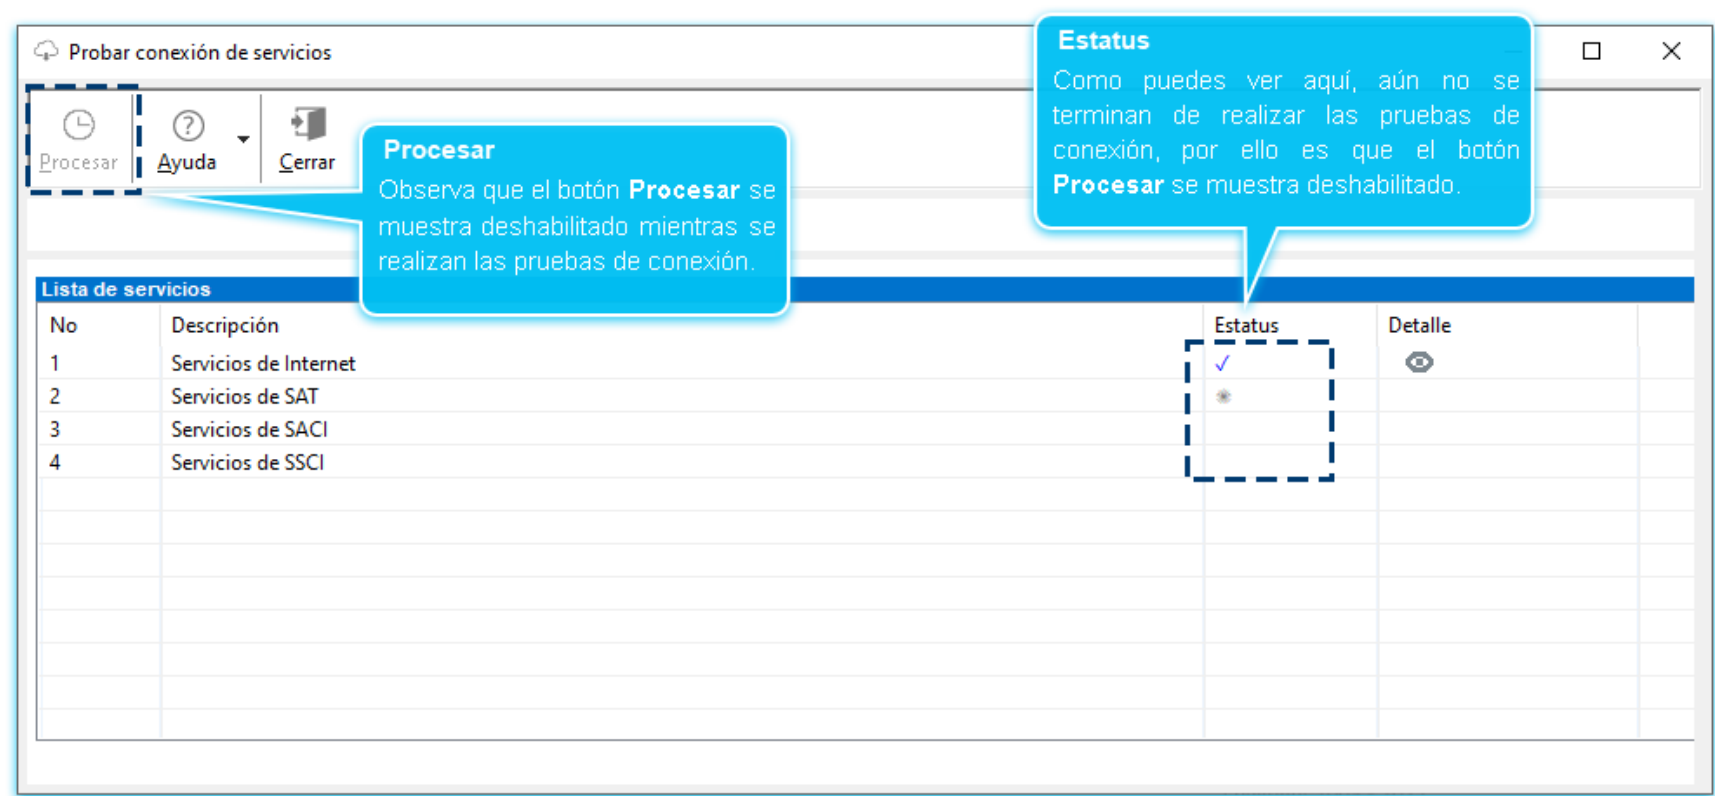 Probar conexión de servicios
Estatus
Como puedes ver aquí, aún no se
terminan de realizar las pruebas de
conexión, por ello es que el botón
Procesar se muestra deshabilitado.
Procesar
Ayuda
Cerrar
Procesar
Observa que el botón Procesar se
muestra deshabilitado mientras se
realizan las pruebas de conexión.
Lista de servicios
No Descripción Estatus Detalle
1 Servicios de Internet
2 Servicios de SAT
3 Servicios de SACI
4 Servicios de SSCI